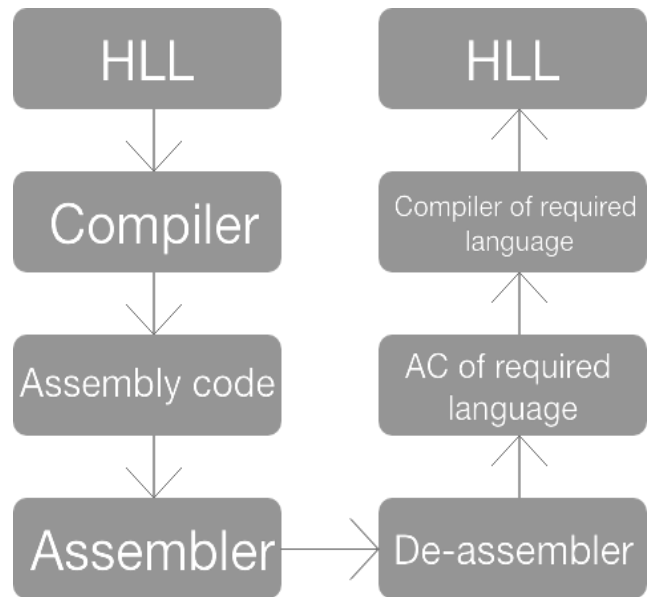 HLL
Compiler
Assembly code
Assembler
HLL
Compiler of required
language
AC of required
language
De-assembler